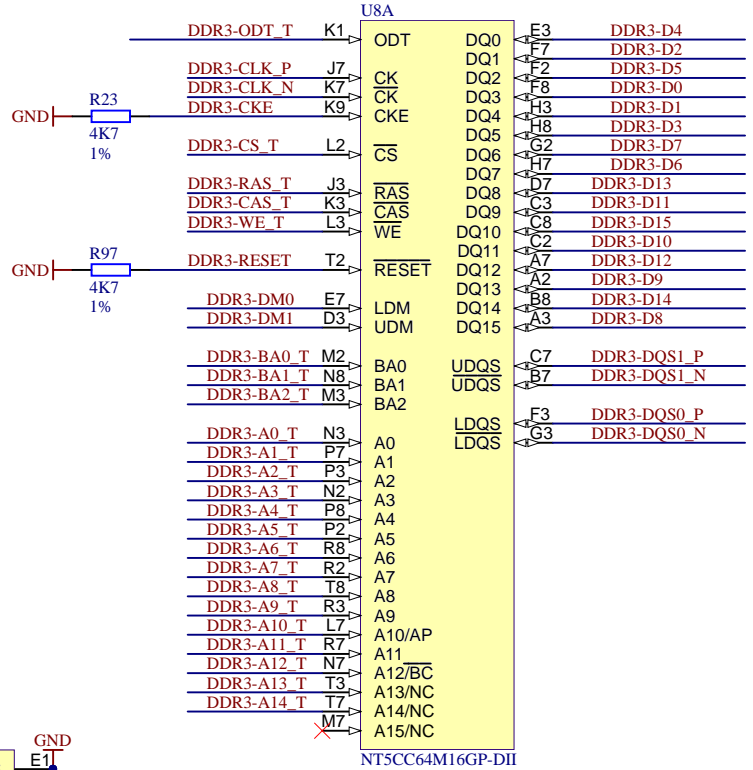 U8A
DDR3-ODT_T K1 ODT DQ0 E3 DDR3-D4
DQ1 F7 DDR3-D2
DDR3-CLK_P J7 CK DQ2 F2 DDR3-D5
DDR3-CLK_N K7 CK DQ3 F8 DDR3-D0
GND R23 DDR3-CKE K9 CKE DQ4 H3 DDR3-D1
4K7 DQ5 H8 DDR3-D3
1% DDR3-CS_T L2 CS DQ6 G2 DDR3-D7
DQ7 H7 DDR3-D6
DDR3-RAS_T J3 RAS DQ8 D7 DDR3-D13
DDR3-CAS_T K3 CAS DQ9 C3 DDR3-D11
DDR3-WE_T L3 WE DQ10 C8 DDR3-D15
DQ11 C2 DDR3-D10
GND R97 DDR3-RESET T2 RESET DQ12 A7 DDR3-D12
4K7 DQ13 A2 DDR3-D9
1% DDR3-DM0 E7 LDM DQ14 B8 DDR3-D14
DDR3-DM1 D3 UDM DQ15 A3 DDR3-D8
DDR3-BA0_T M2 BA0 UDQS C7 DDR3-DQS1_P
DDR3-BA1_T N8 BA1 UDQS B7 DDR3-DQS1_N
DDR3-BA2_T M3 BA2
LDQS F3 DDR3-DQS0_P
DDR3-A0_T N3 A0 LDQS G3 DDR3-DQS0_N
DDR3-A1_T P7 A1
DDR3-A2_T P3 A2
DDR3-A3_T N2 A3
DDR3-A4_T P8 A4
DDR3-A5_T P2 A5
DDR3-A6_T R8 A6
DDR3-A7_T R2 A7
DDR3-A8_T T8 A8
DDR3-A9_T R3 A9
DDR3-A10_T L7 A10/AP
DDR3-A11_T R7 A11
DDR3-A12_T N7 A12/BC
DDR3-A13_T T3 A13/NC
DDR3-A14_T T7 A14/NC
M7 A15/NC
GND
E1 NT5CC64M16GP-DII